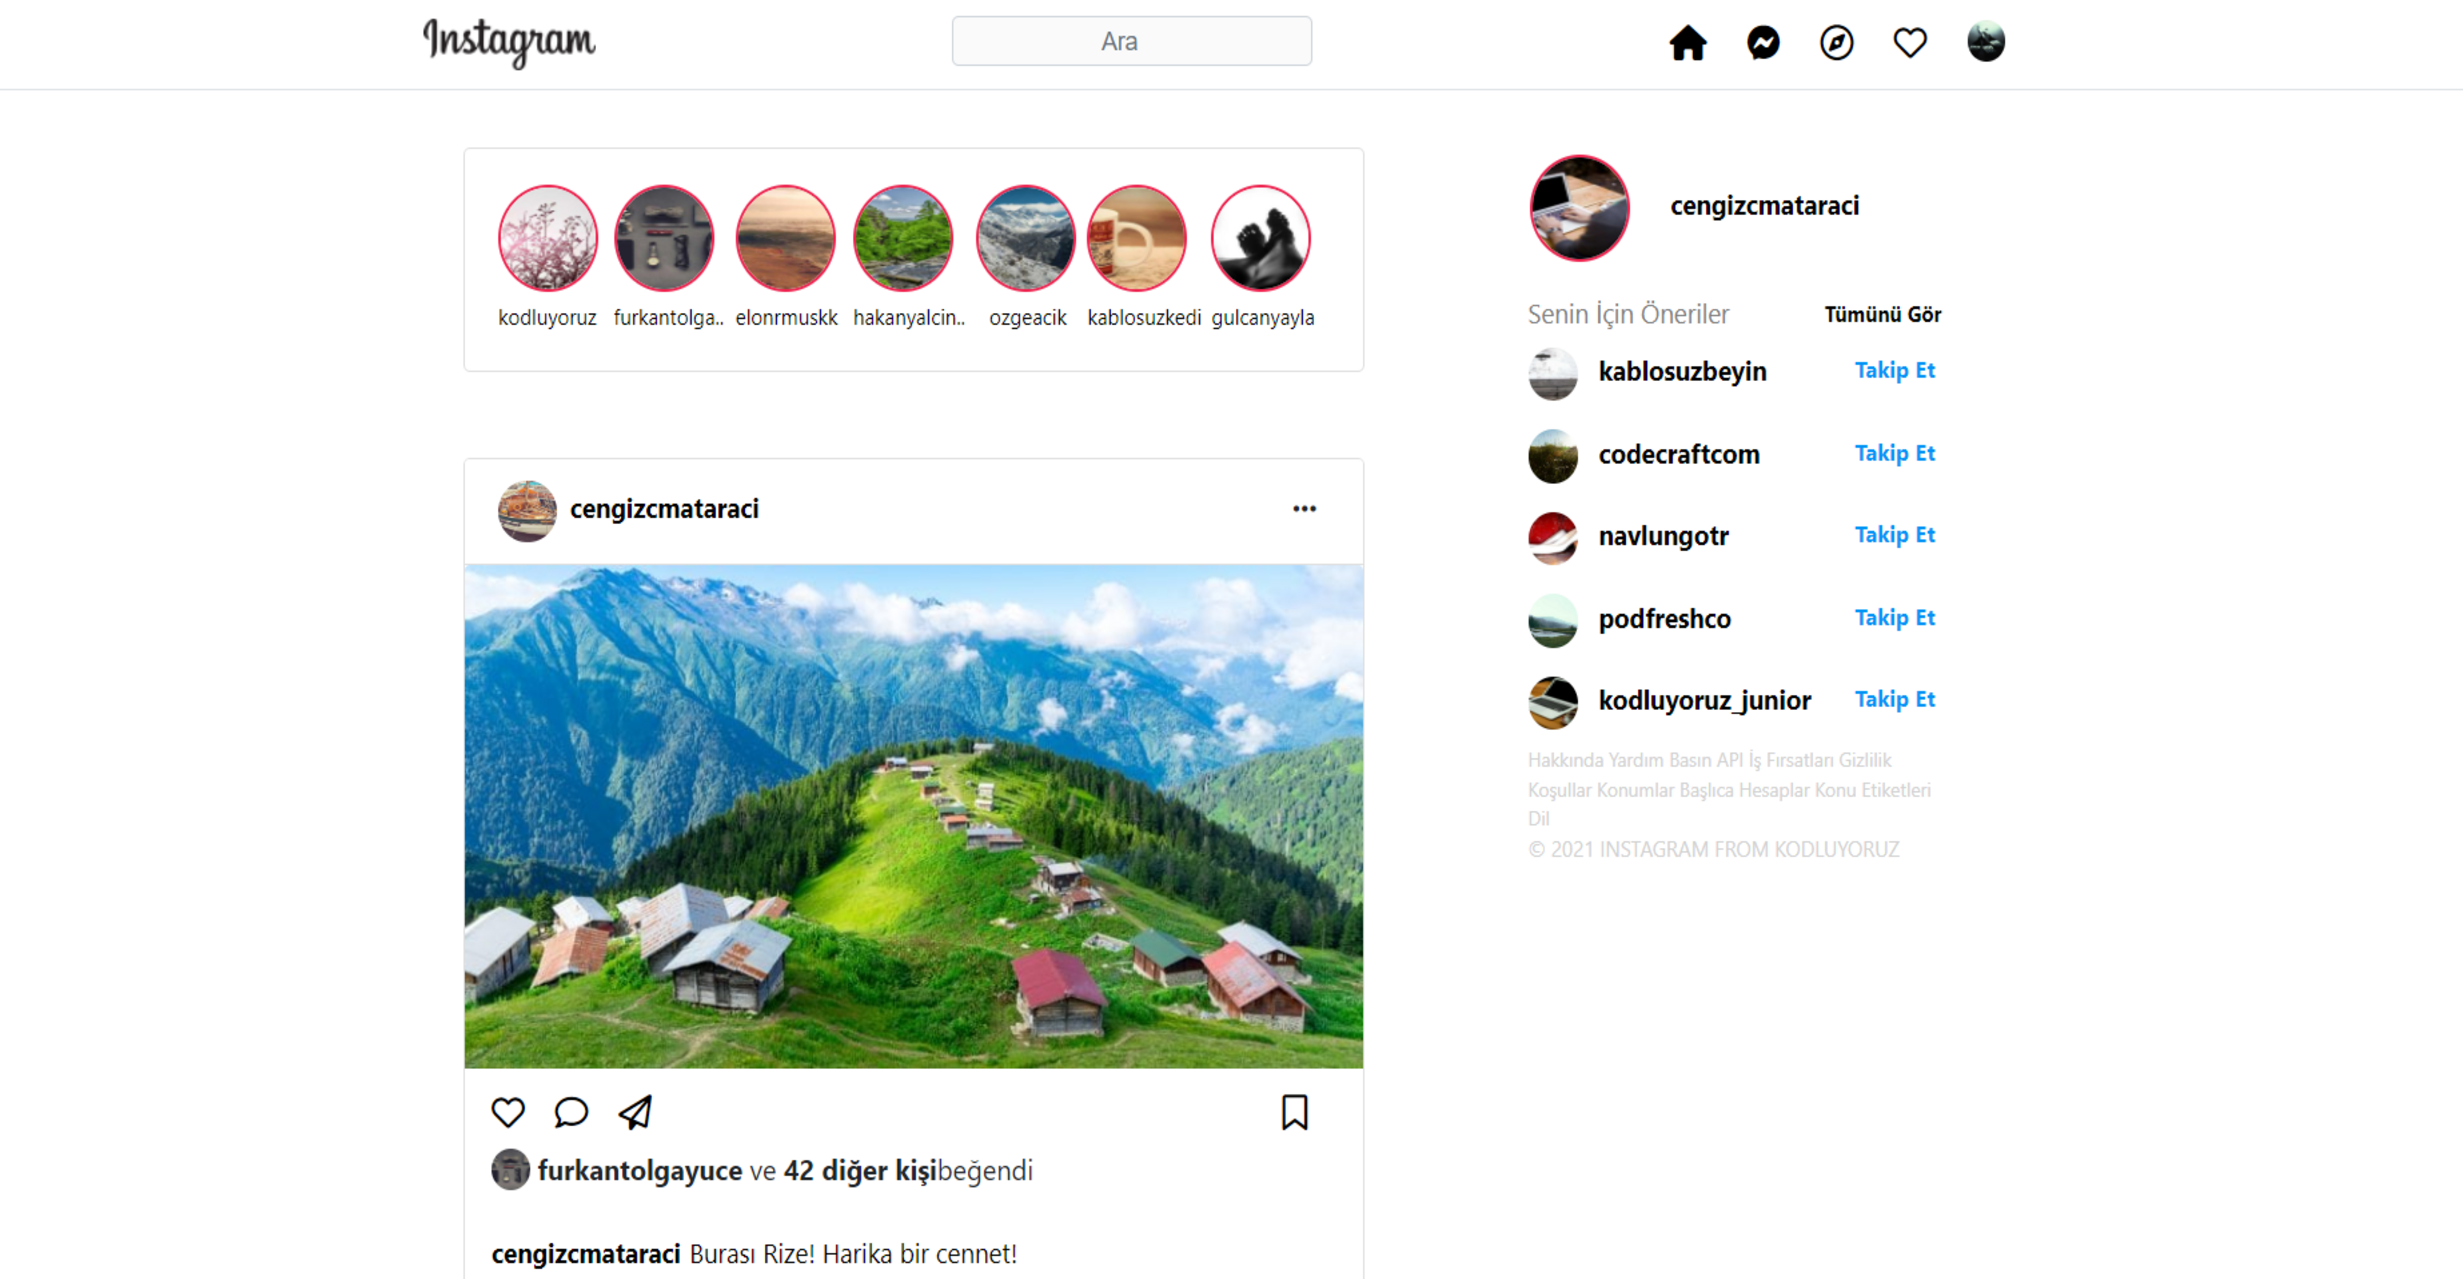 Instagram
Ara
kodluyoruz furkantolga.. elonrmuskk hakanyalcin.. ozgeacik kablosuzkedi gulcanyayla
cengizcmataraci
Senin İçin Öneriler Tümünü Gör
kablosuzbeyin Takip Et
codecraftcom Takip Et
navlungotr Takip Et
podfreshco Takip Et
kodluyoruz_junior Takip Et
Hakkında Yardım Basın API İş Fırsatları Gizlilik
Koşullar Konumlar Başlıca Hesaplar Konu Etiketleri
Dil
© 2021 INSTAGRAM FROM KODLUYORUZ
cengizcmataraci
furkantolgayuce ve 42 diğer kişibeğendi
cengizcmataraci Burası Rize! Harika bir cennet!